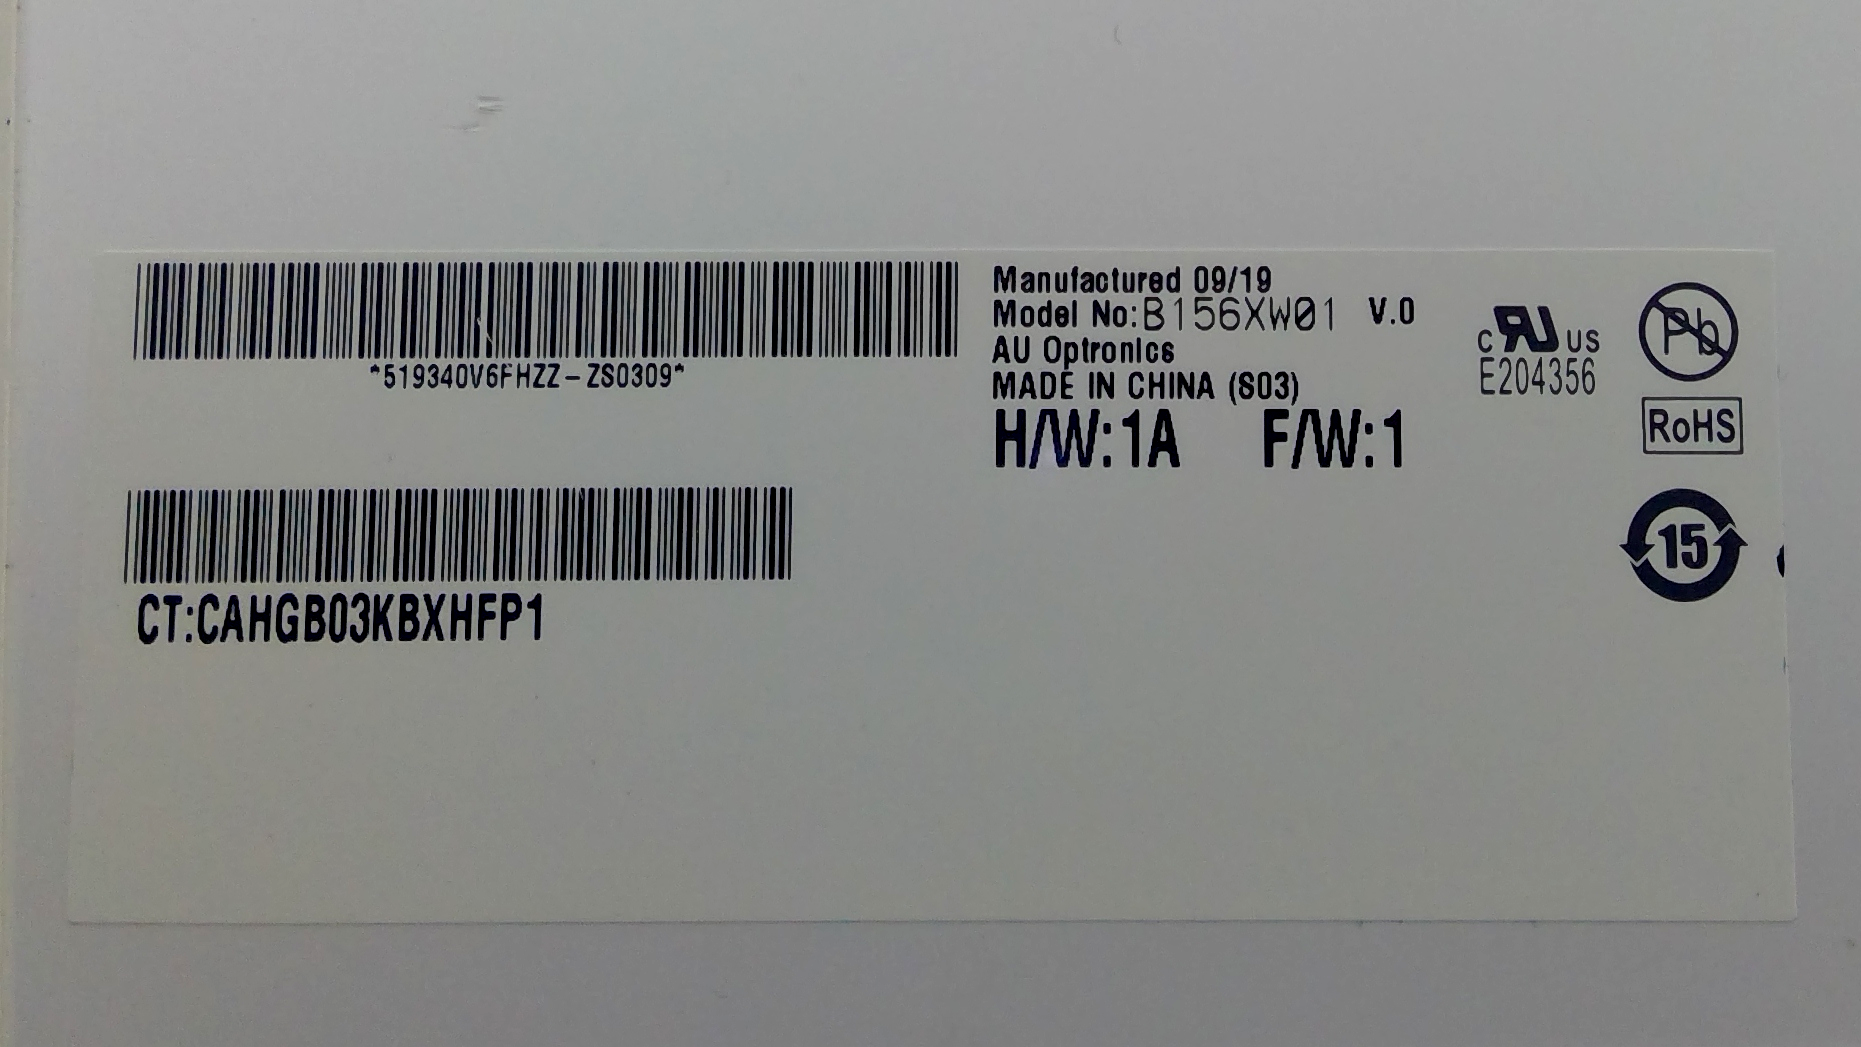 *519340V6FHZZ-ZS0309*
CT:CAHGB03KBXHFP1
Manufactured 09/19
Model No:B156XW01 V.0
AU Optronics
MADE IN CHINA (S03)
H/W:1A F/W:1
c RU us
E204356
Pb
RoHS
15